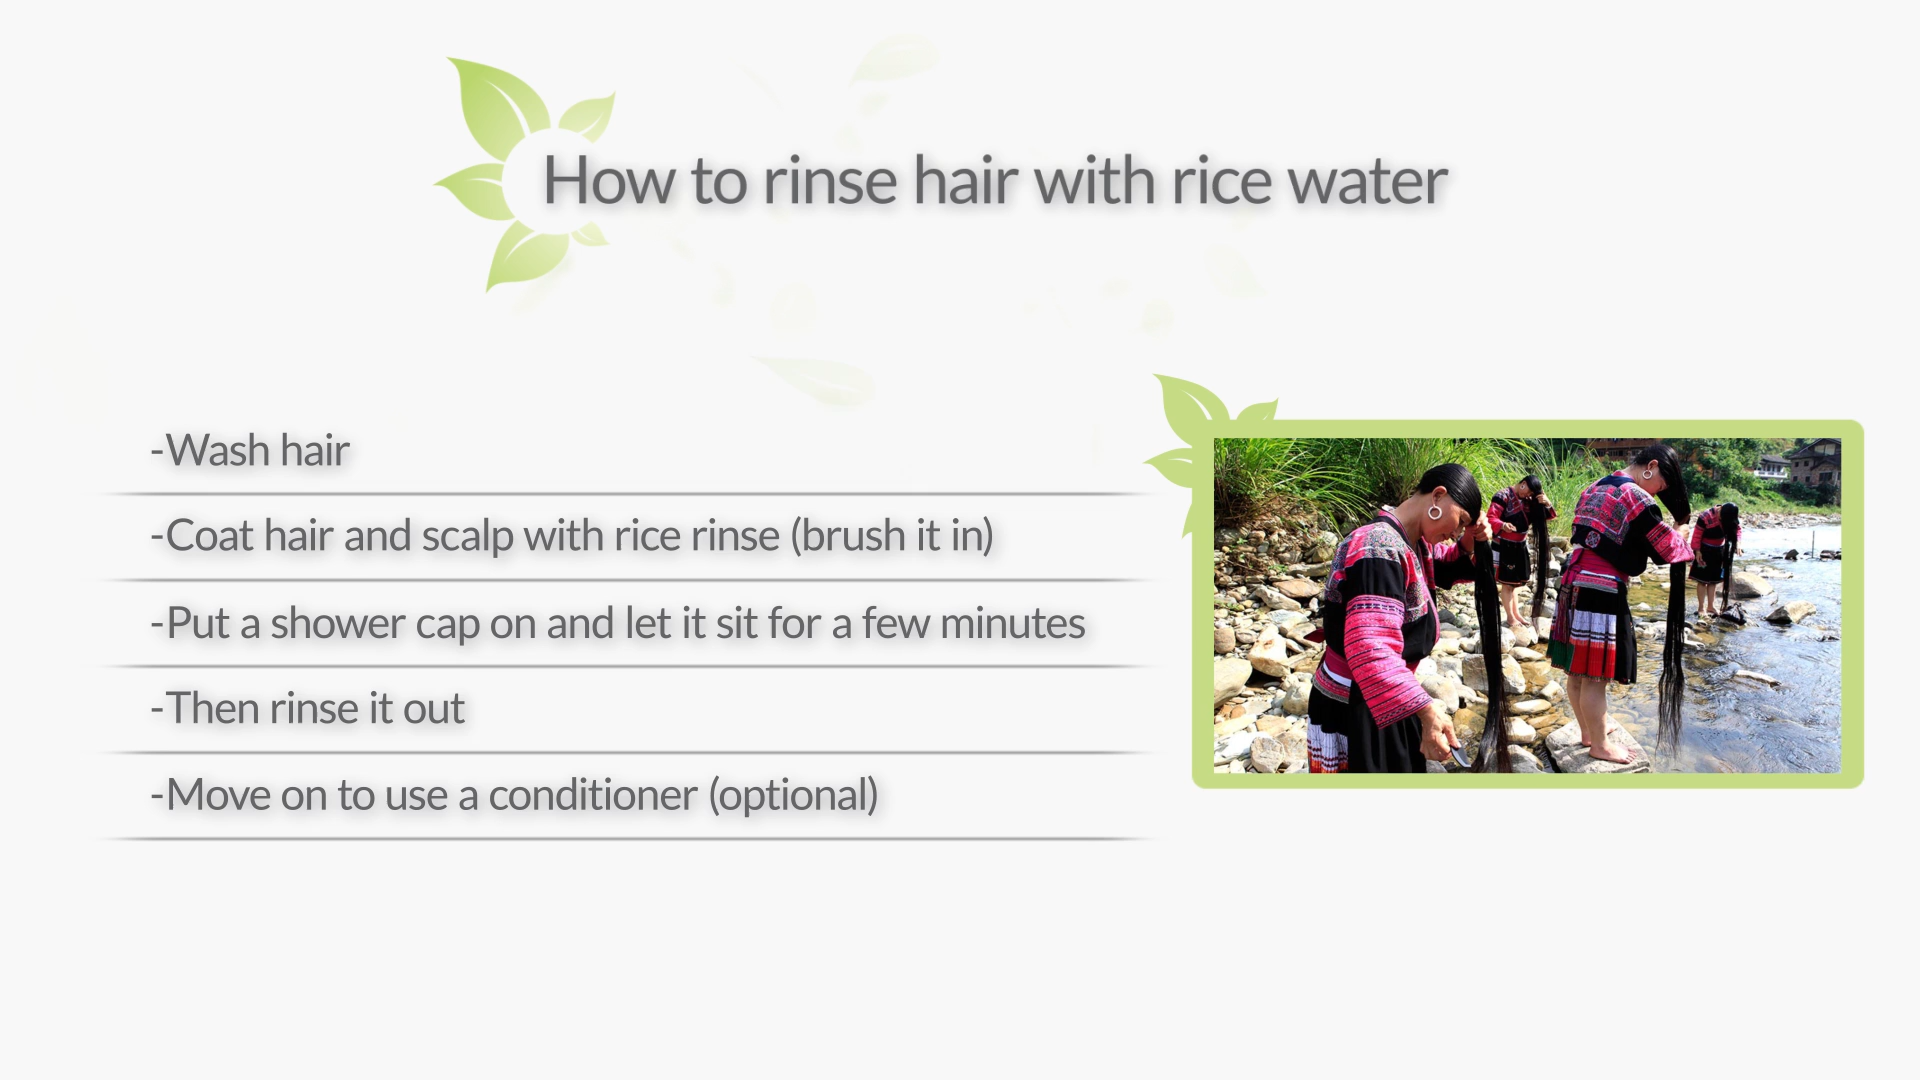 How to rinse hair with rice water
-Wash hair
-Coat hair and scalp with rice rinse (brush it in)
-Put a shower cap on and let it sit for a few minutes
-Then rinse it out
-Move on to use a conditioner (optional)